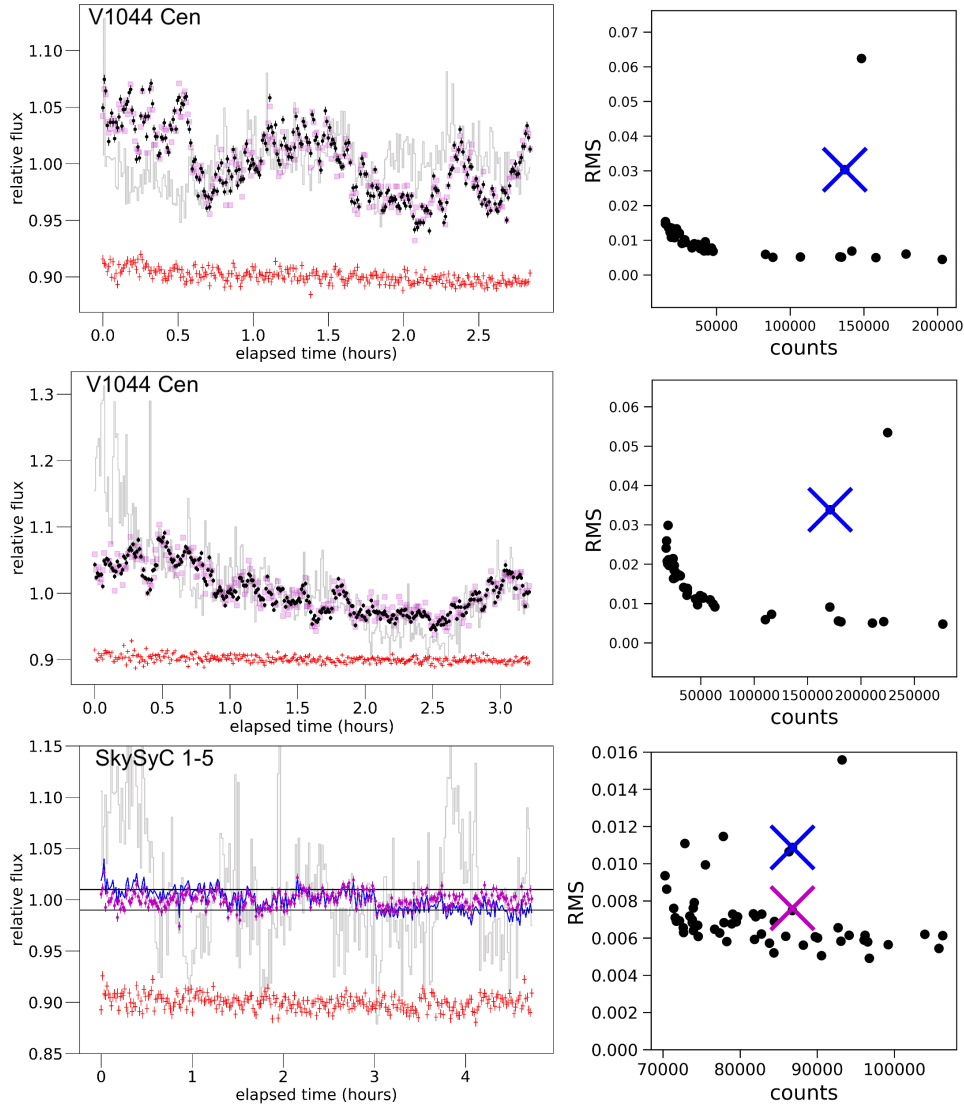 V1044 Cen
1.10
1.05
1.00
0.95
0.90
relative flux
0.0 0.5 1.0 1.5 2.0 2.5
elapsed time (hours)
0.07
0.06
0.05
0.04
0.03
0.02
0.01
0.00
RMS
50000 100000 150000 200000
counts
V1044 Cen
1.3
1.2
1.1
1.0
0.9
relative flux
0.0 0.5 1.0 1.5 2.0 2.5 3.0
elapsed time (hours)
0.06
0.05
0.04
0.03
0.02
0.01
0.00
RMS
50000 100000 150000 200000 250000
counts
SkySyC 1-5
1.15
1.10
1.05
1.00
0.95
0.90
0.85
relative flux
0 1 2 3 4
elapsed time (hours)
0.016
0.014
0.012
0.010
0.008
0.006
0.004
0.002
0.000
RMS
70000 80000 90000 100000
counts